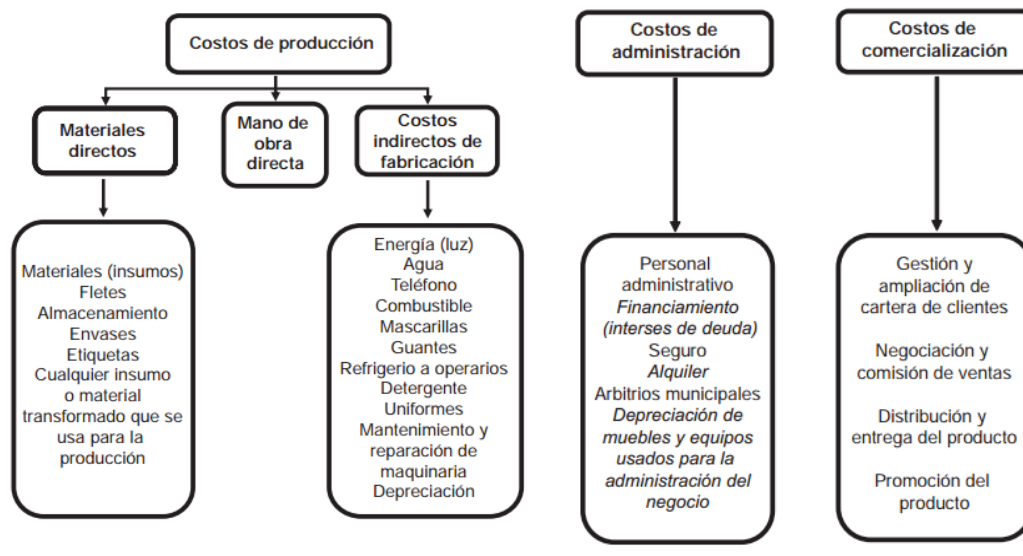 Costos de producción
Costos de
administración
Costos de
comercialización
Materiales
directos
Mano de
obra
directa
Costos
indirectos de
fabricación
Materiales (insumos)
Fletes
Almacenamiento
Envases
Etiquetas
Cualquier insumo
o material
transformado que se
usa para la
producción
Energía (luz)
Agua
Teléfono
Combustible
Mascarillas
Guantes
Refrigerio a operarios
Detergente
Uniformes
Mantenimiento y
reparación de
maquinaria
Depreciación
Personal
administrativo
Financiamiento
(interses de deuda)
Seguro
Alquiler
Arbitrios municipales
Depreciación de
muebles y equipos
usados para la
administración del
negocio
Gestión y
ampliación de
cartera de clientes
Negociación y
comisión de ventas
Distribución y
entrega del producto
Promoción del
producto